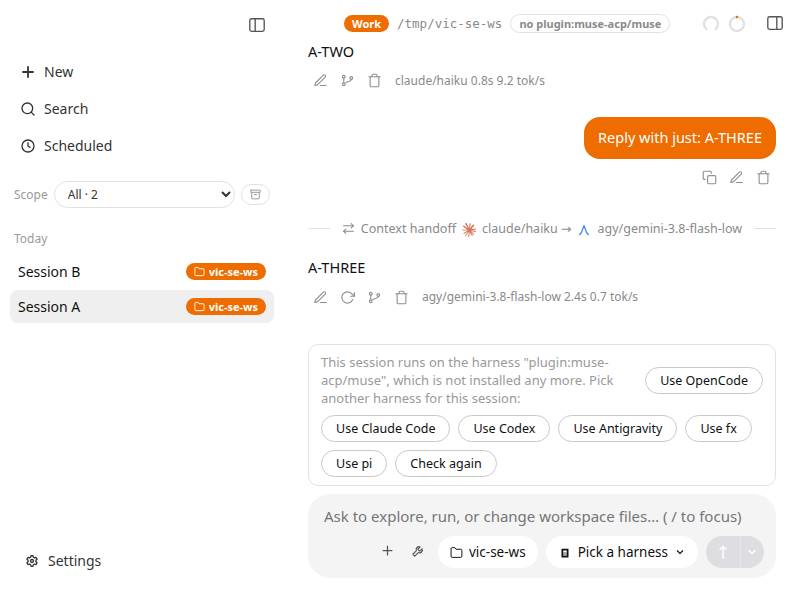 Work /tmp/vic-se-ws no plugin:muse-acp/muse
New
Search
Scheduled
Scope All · 2
Today
Session B vic-se-ws
Session A vic-se-ws
Settings
A-TWO
claude/haiku 0.8s 9.2 tok/s
Reply with just: A-THREE
Context handoff claude/haiku → agy/gemini-3.8-flash-low
A-THREE
agy/gemini-3.8-flash-low 2.4s 0.7 tok/s
This session runs on the harness "plugin:muse-
acp/muse", which is not installed any more. Pick
another harness for this session:
Use OpenCode
Use Claude Code Use Codex Use Antigravity Use fx
Use pi Check again
Ask to explore, run, or change workspace files... ( / to focus)
vic-se-ws Pick a harness